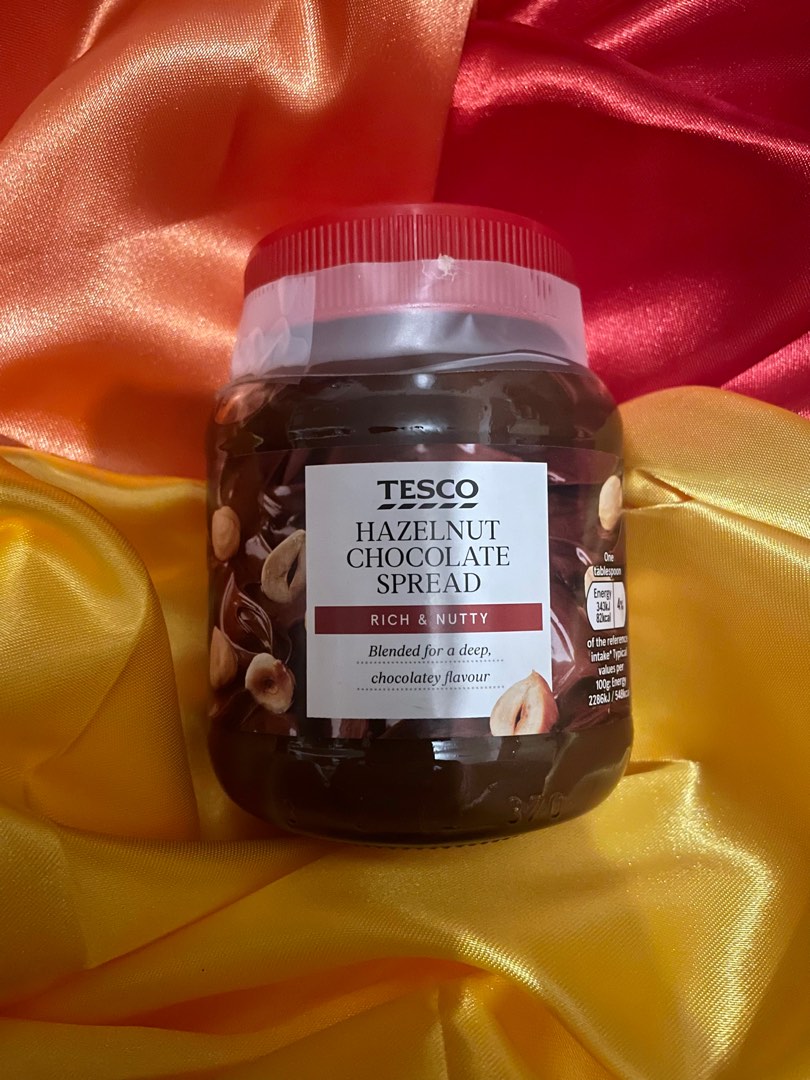 TESCO
HAZELNUT
CHOCOLATE
SPREAD
RICH & NUTTY
Blended for a deep,
chocolatey flavour
One
tablespoon
Energy
343kJ
82kcal
4%
of the reference
intake* Typical
values per
100g: Energy
2286kJ / 548kcal
370